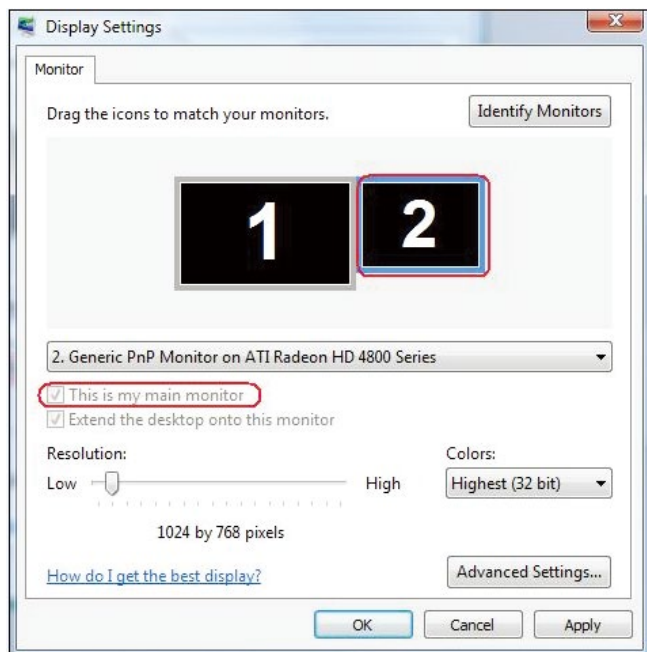 Display Settings
Monitor
Drag the icons to match your monitors.
Identify Monitors
1
2
2. Generic PnP Monitor on ATI Radeon HD 4800 Series
This is my main monitor
Extend the desktop onto this monitor
Resolution:
Colors:
Low
High
Highest (32 bit)
1024 by 768 pixels
How do I get the best display?
Advanced Settings...
OK
Cancel
Apply